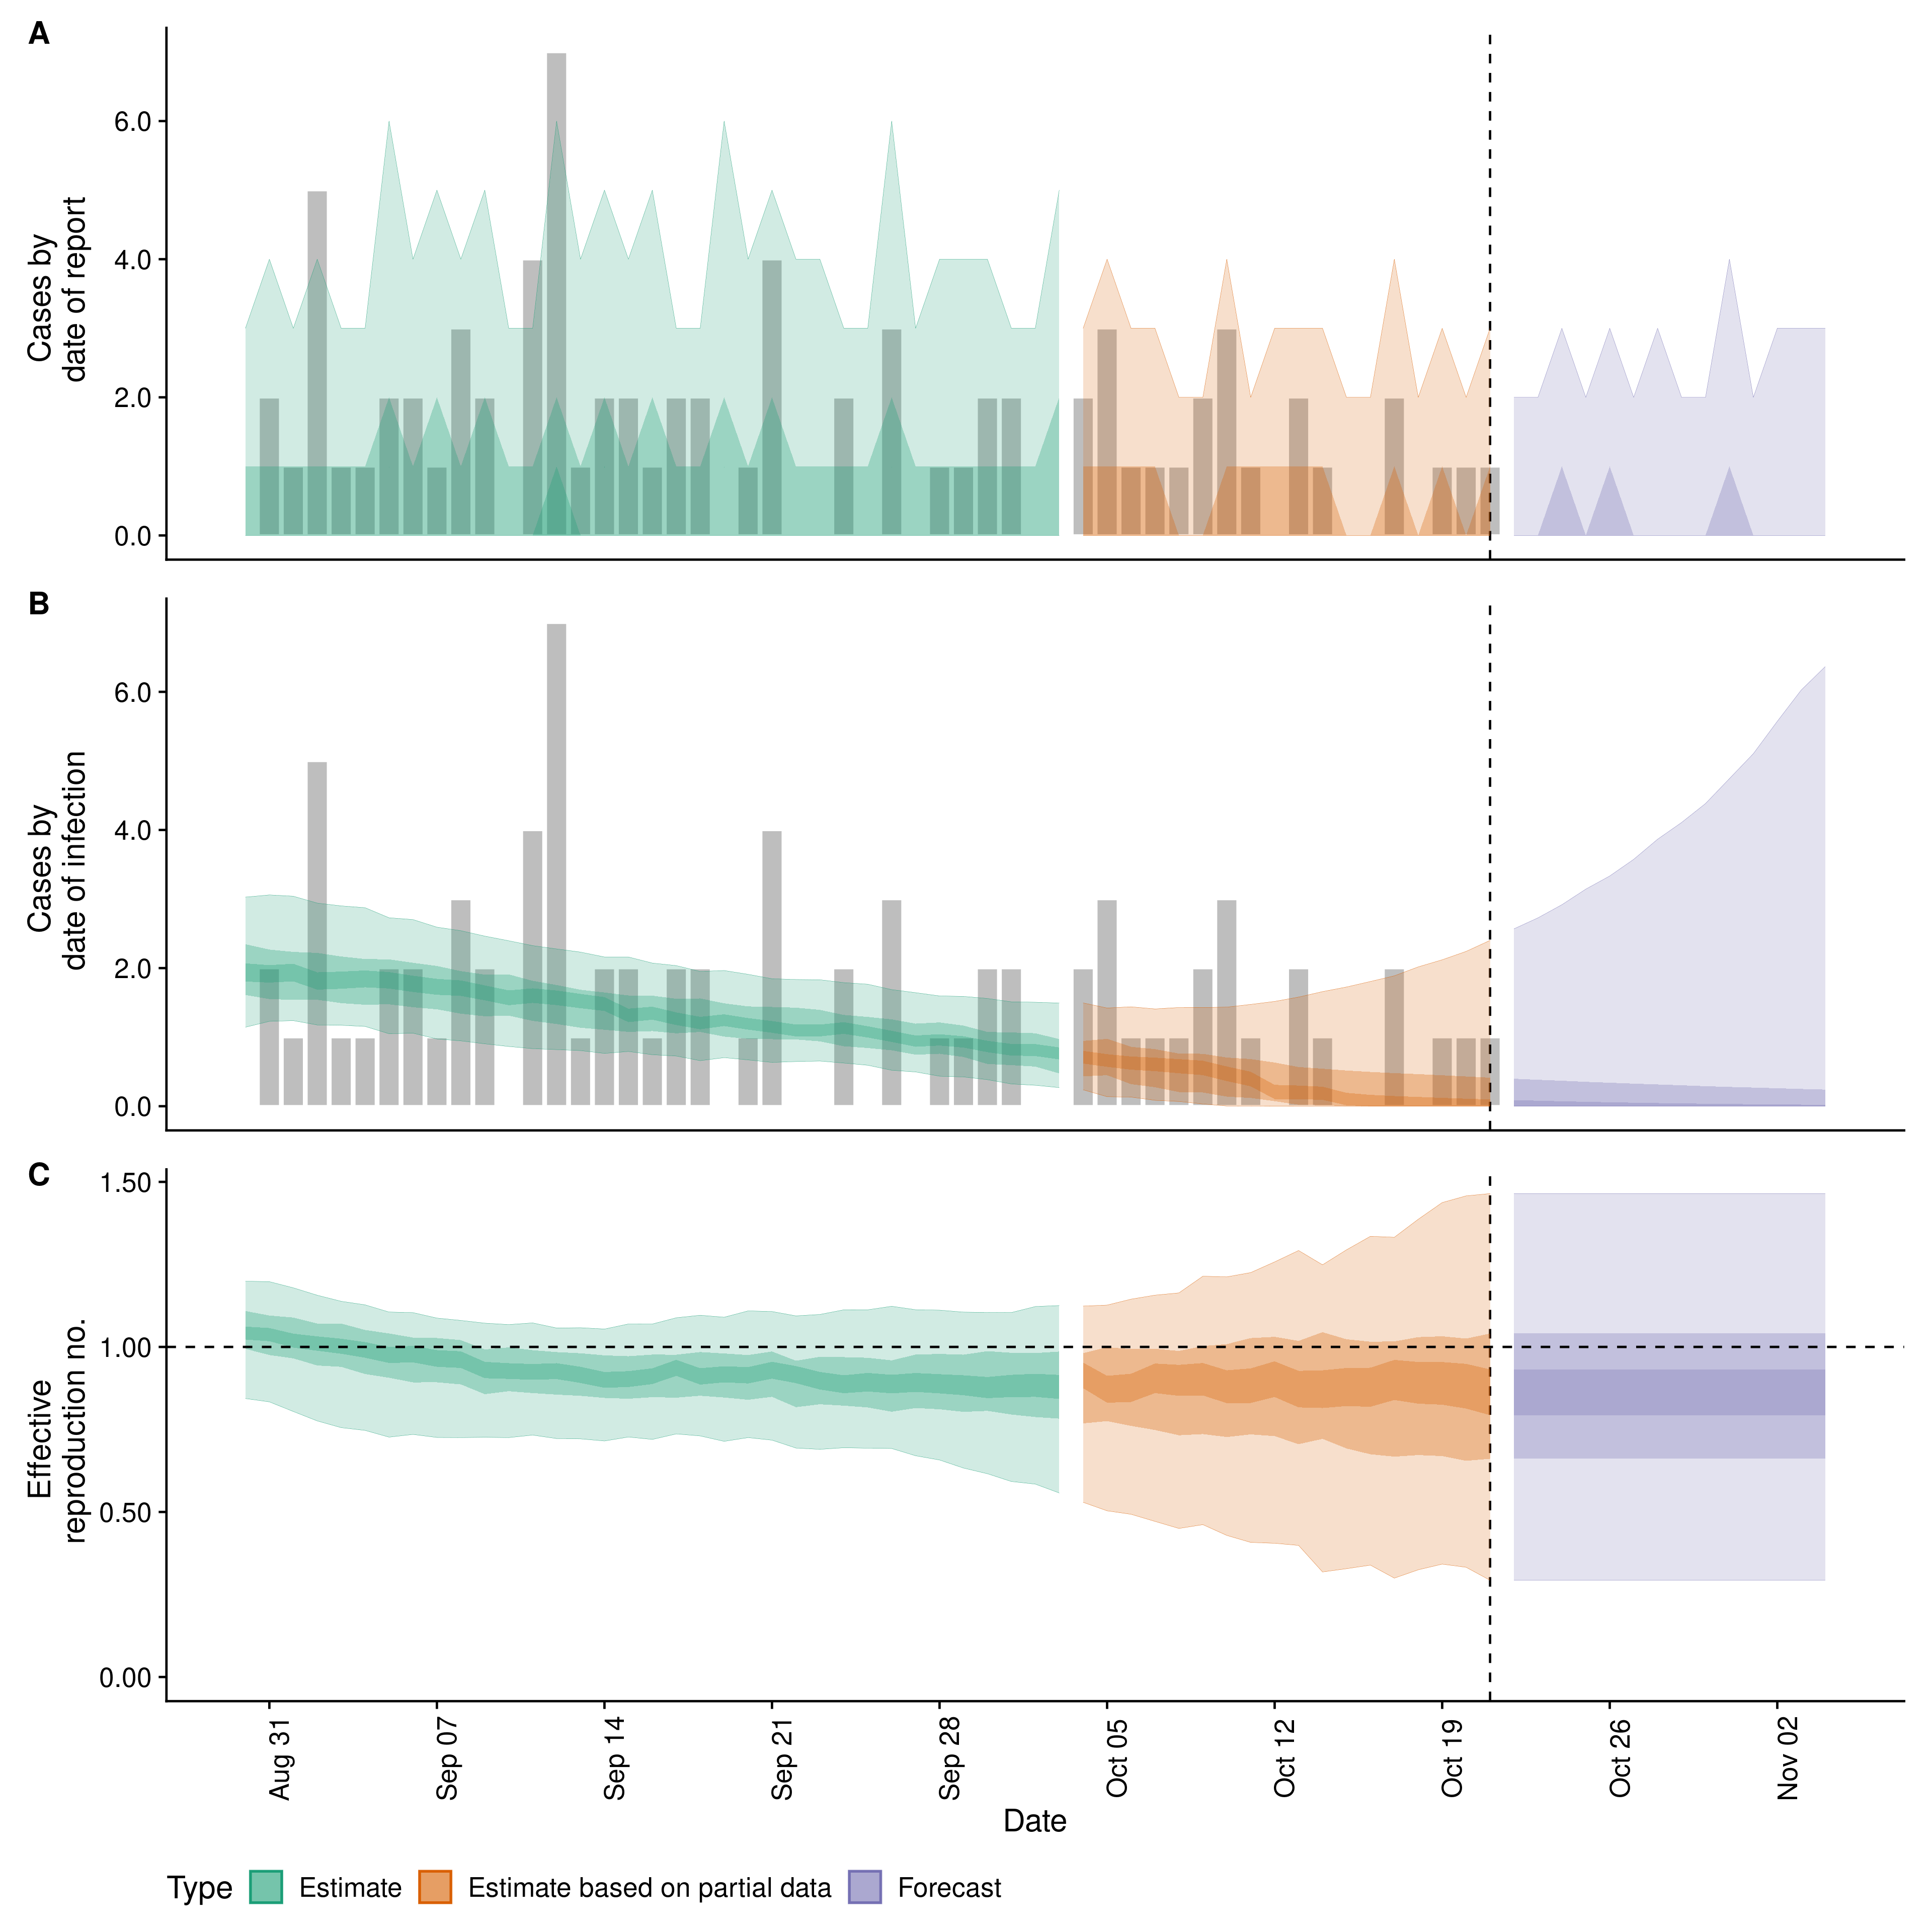 A
Cases by
date of report
6.0
4.0
2.0
0.0
B
Cases by
date of infection
6.0
4.0
2.0
0.0
C
Effective
reproduction no.
1.50
1.00
0.50
0.00
Aug 31
Sep 07
Sep 14
Sep 21
Sep 28
Oct 05
Oct 12
Oct 19
Oct 26
Nov 02
Date
Type Estimate Estimate based on partial data Forecast